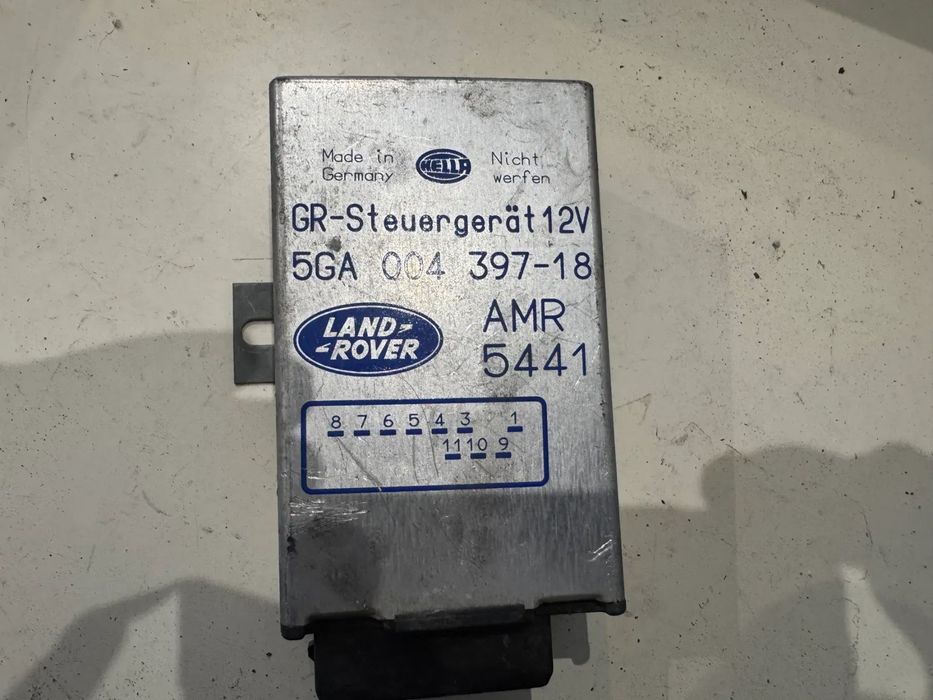 Made in
Germany
HELLA
Nicht
werfen
GR-Steuergerät 12V
5GA 004 397-18
LAND-
-ROVER
AMR
5441
8 7 6 5 4 3 1
11 10 9